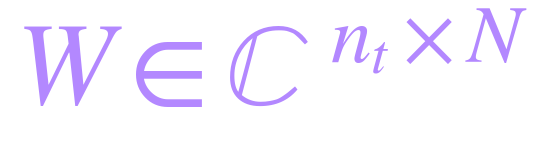 W ∈ ℂ^{n_t × N}